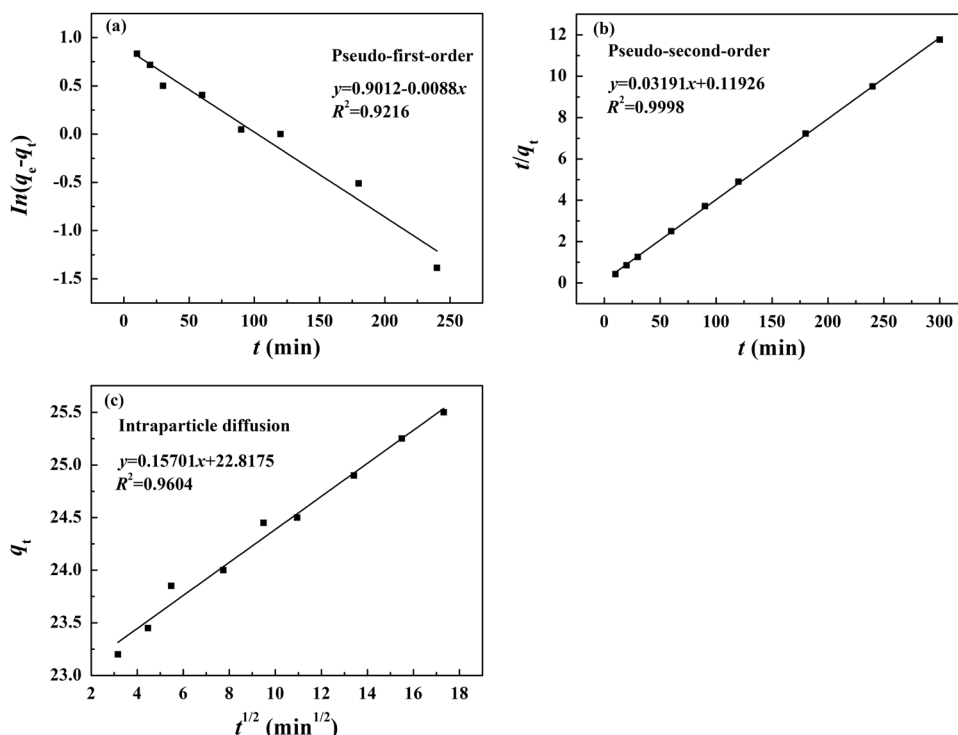 (a)
Pseudo-first-order
y=0.9012-0.0088x
R²=0.9216
1.0
0.5
0.0
-0.5
-1.0
-1.5
In(qₑ-qₜ)
0 50 100 150 200 250
t (min)
(b)
Pseudo-second-order
y=0.03191x+0.11926
R²=0.9998
12
10
8
6
4
2
0
t/qₜ
0 50 100 150 200 250 300
t (min)
(c)
Intraparticle diffusion
y=0.15701x+22.8175
R²=0.9604
25.5
25.0
24.5
24.0
23.5
23.0
qₜ
2 4 6 8 10 12 14 16 18
t^1/2 (min^1/2)